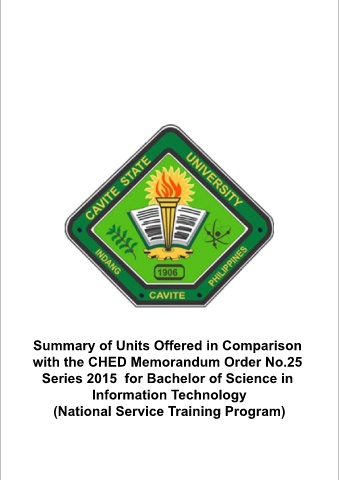 CAVITE STATE UNIVERSITY
INDANG
1906
PHILIPPINES
CAVITE
Summary of Units Offered in Comparison
with the CHED Memorandum Order No.25
Series 2015 for Bachelor of Science in
Information Technology
(National Service Training Program)